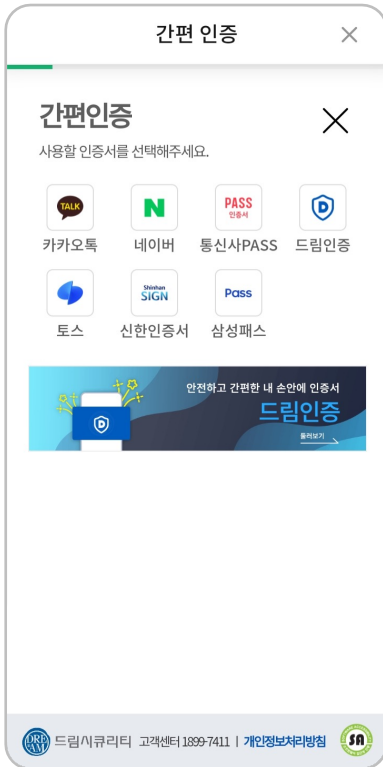 간편 인증
간편인증
사용할 인증서를 선택해주세요.
TALK
N
PASS
인증서
D
카카오톡 네이버 통신사PASS 드림인증
Shinhan
SIGN
Pass
토스 신한인증서 삼성패스
안전하고 간편한 내 손안에 인증서
드림인증
둘러보기
D
DRE
AM
드림시큐리티 고객센터 1899-7411 | 개인정보처리방침
SA